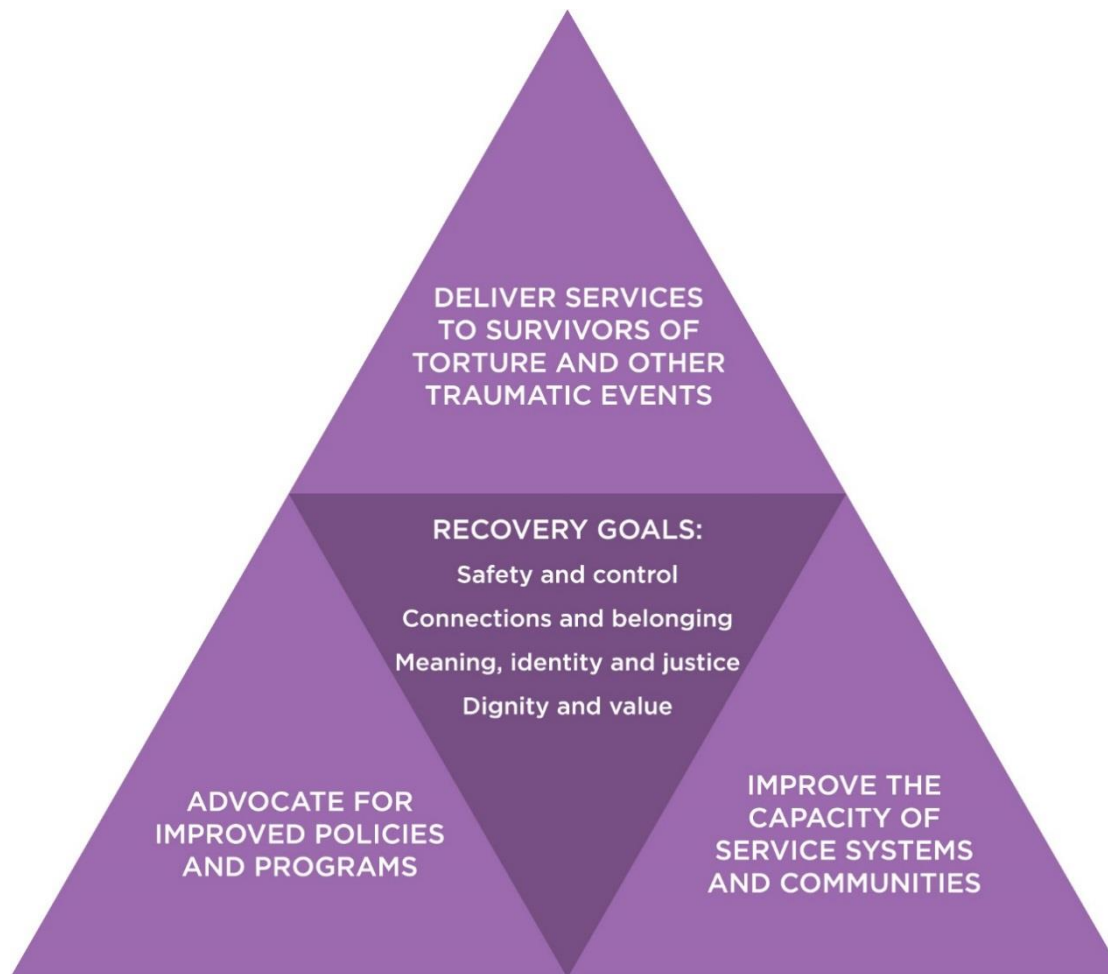 DELIVER SERVICES
TO SURVIVORS OF
TORTURE AND OTHER
TRAUMATIC EVENTS
RECOVERY GOALS:
Safety and control
Connections and belonging
Meaning, identity and justice
Dignity and value
ADVOCATE FOR
IMPROVED POLICIES
AND PROGRAMS
IMPROVE THE
CAPACITY OF
SERVICE SYSTEMS
AND COMMUNITIES